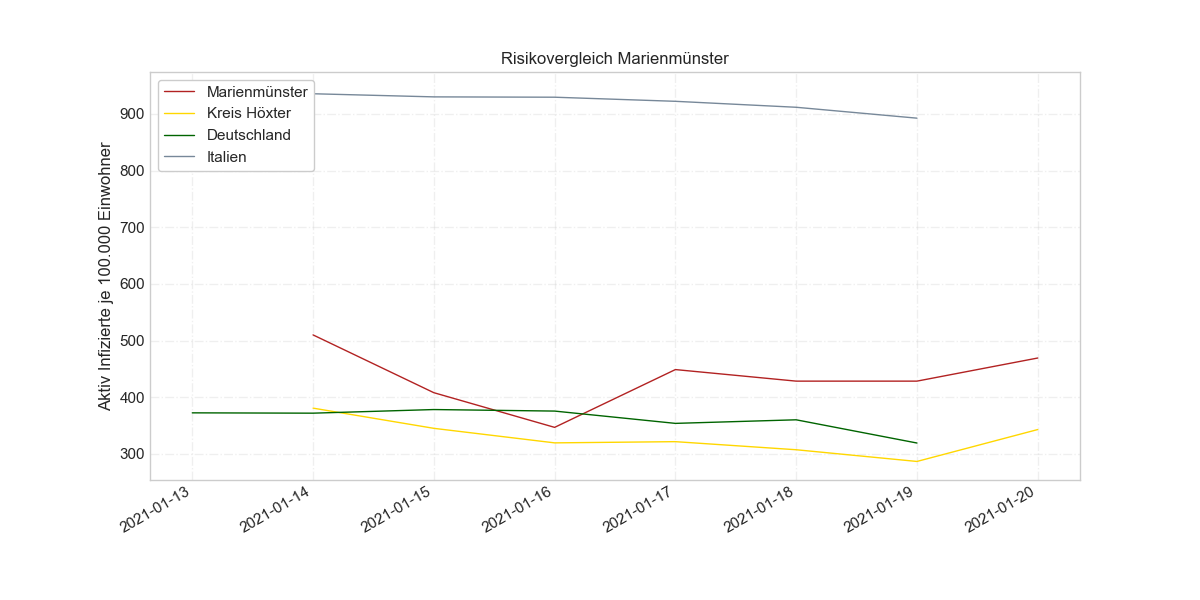 Risikovergleich Marienmünster
Marienmünster
Kreis Höxter
Deutschland
Italien
Aktiv Infizierte je 100.000 Einwohner
900
800
700
600
500
400
300
2021-01-13
2021-01-14
2021-01-15
2021-01-16
2021-01-17
2021-01-18
2021-01-19
2021-01-20